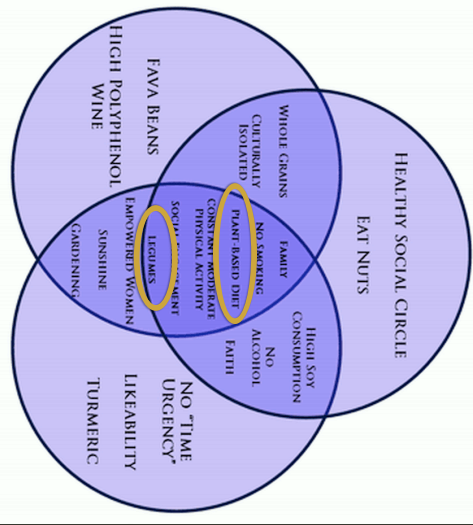 HEALTHY SOCIAL CIRCLE
EAT NUTS
WHOLE GRAINS
CULTURALLY
ISOLATED
HIGH SOY
CONSUMPTION
NO
ALCOHOL
FAITH
FAMILY
NO SMOKING
PLANT-BASED DIET
CONSTANT MODERATE
PHYSICAL ACTIVITY
SOCIAL
LEGUMES
EMPOWERED WOMEN
SUNSHINE
GARDENING
FAVA BEANS
HIGH POLYPHENOL
WINE
NO "TIME
URGENCY"
LIKEABILITY
TURMERIC